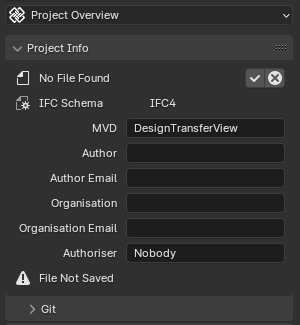 Project Overview
Project Info
No File Found
IFC Schema IFC4
MVD DesignTransferView
Author
Author Email
Organisation
Organisation Email
Authoriser Nobody
File Not Saved
Git